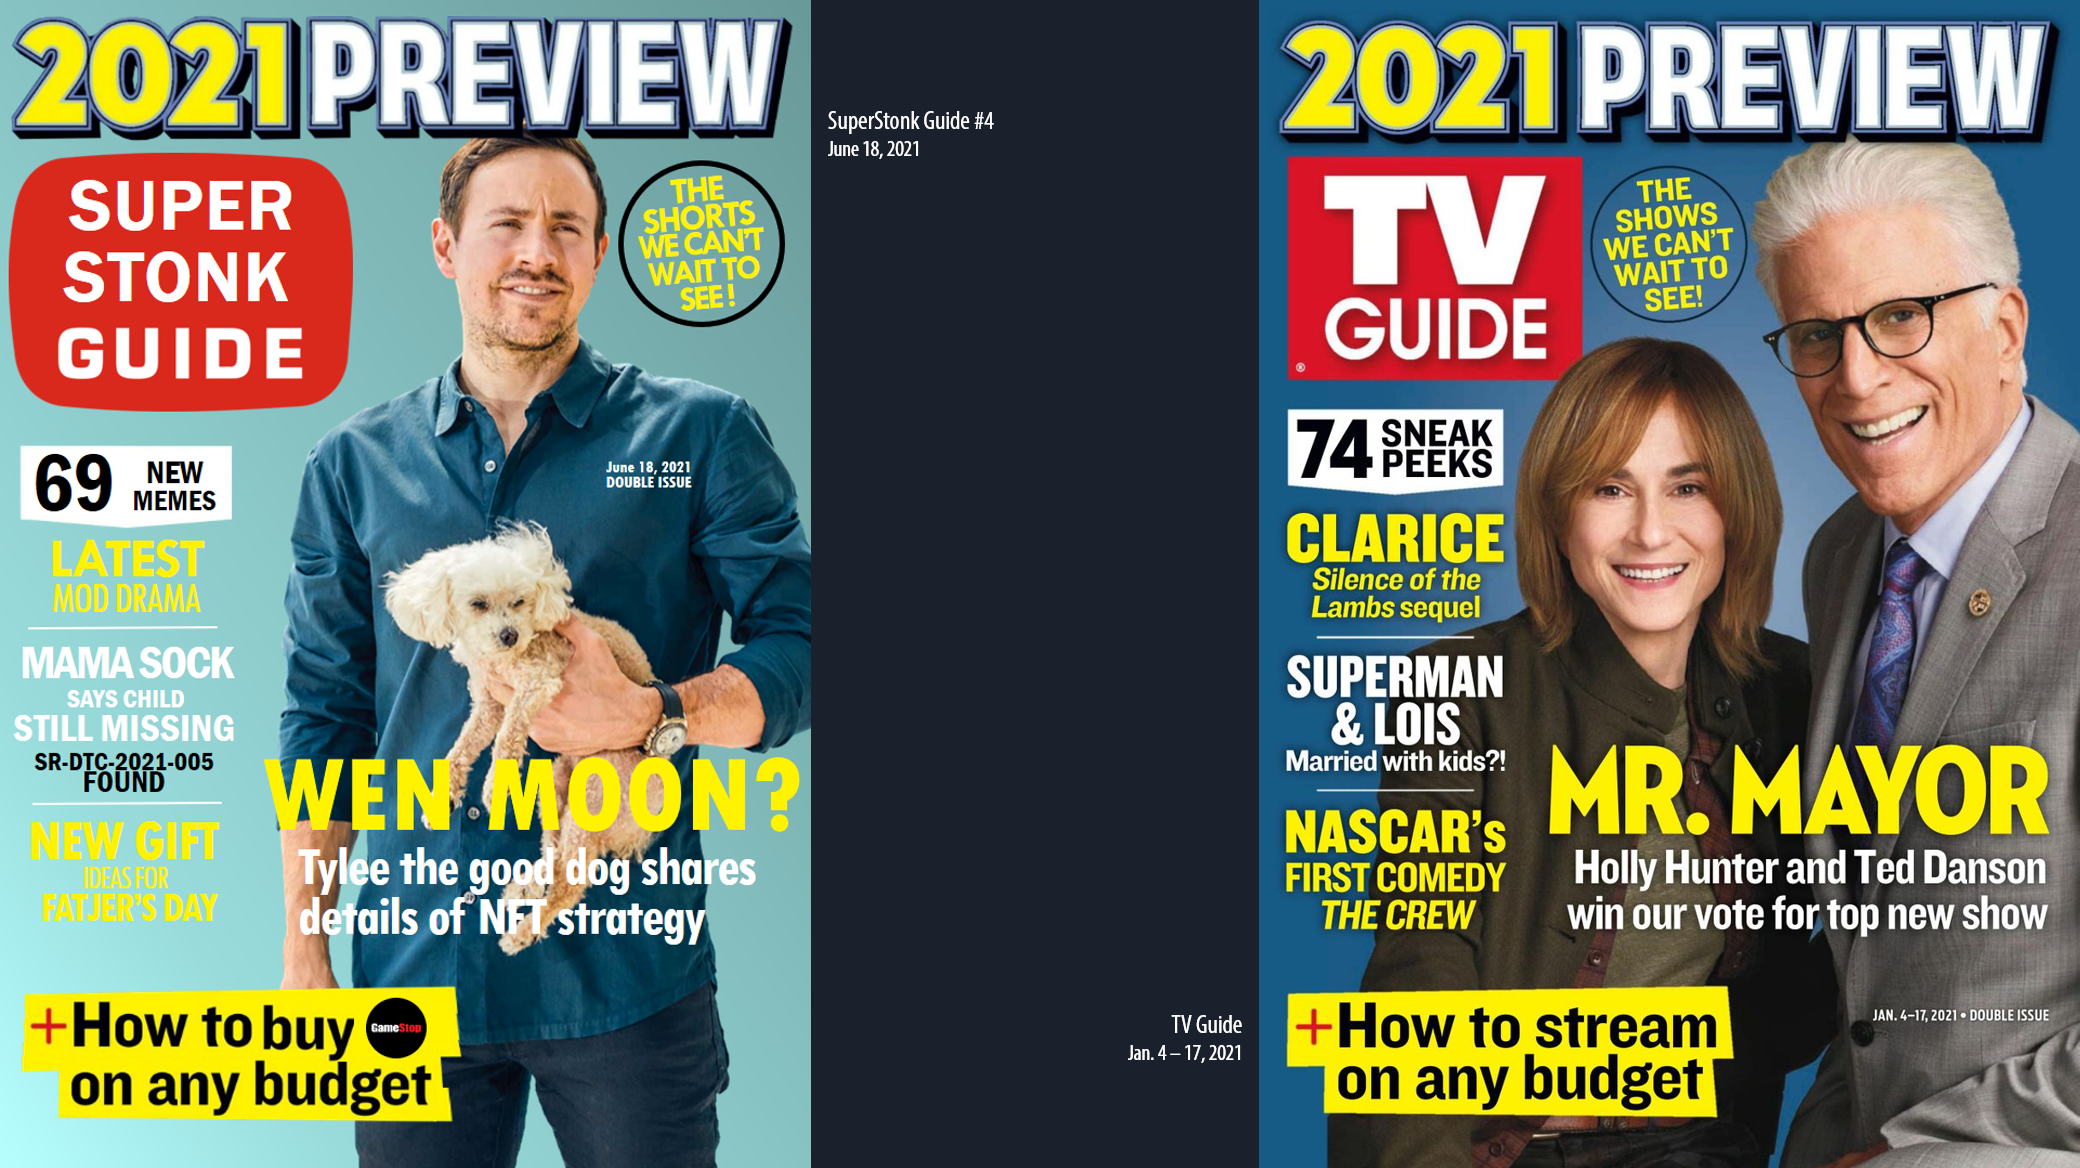 2021 PREVIEW
SUPER
STONK
GUIDE
THE
SHORTS
WE CAN'T
WAIT TO
SEE!
69 NEW
MEMES
June 18, 2021
DOUBLE ISSUE
LATEST
MOD DRAMA
MAMA SOCK
SAYS CHILD
STILL MISSING
SR-DTC-2021-005
FOUND
NEW GIFT
IDEAS FOR
FATJER'S DAY
WEN MOON?
Tylee the good dog shares
details of NFT strategy
+How to buy GameStop
on any budget
SuperStonk Guide #4
June 18, 2021
TV Guide
Jan. 4 – 17, 2021
2021 PREVIEW
TV
GUIDE
®
THE
SHOWS
WE CAN'T
WAIT TO
SEE!
74 SNEAK
PEEKS
CLARICE
Silence of the
Lambs sequel
SUPERMAN
& LOIS
Married with kids?!
NASCAR's
FIRST COMEDY
THE CREW
MR. MAYOR
Holly Hunter and Ted Danson
win our vote for top new show
JAN. 4–17, 2021 • DOUBLE ISSUE
+How to stream
on any budget